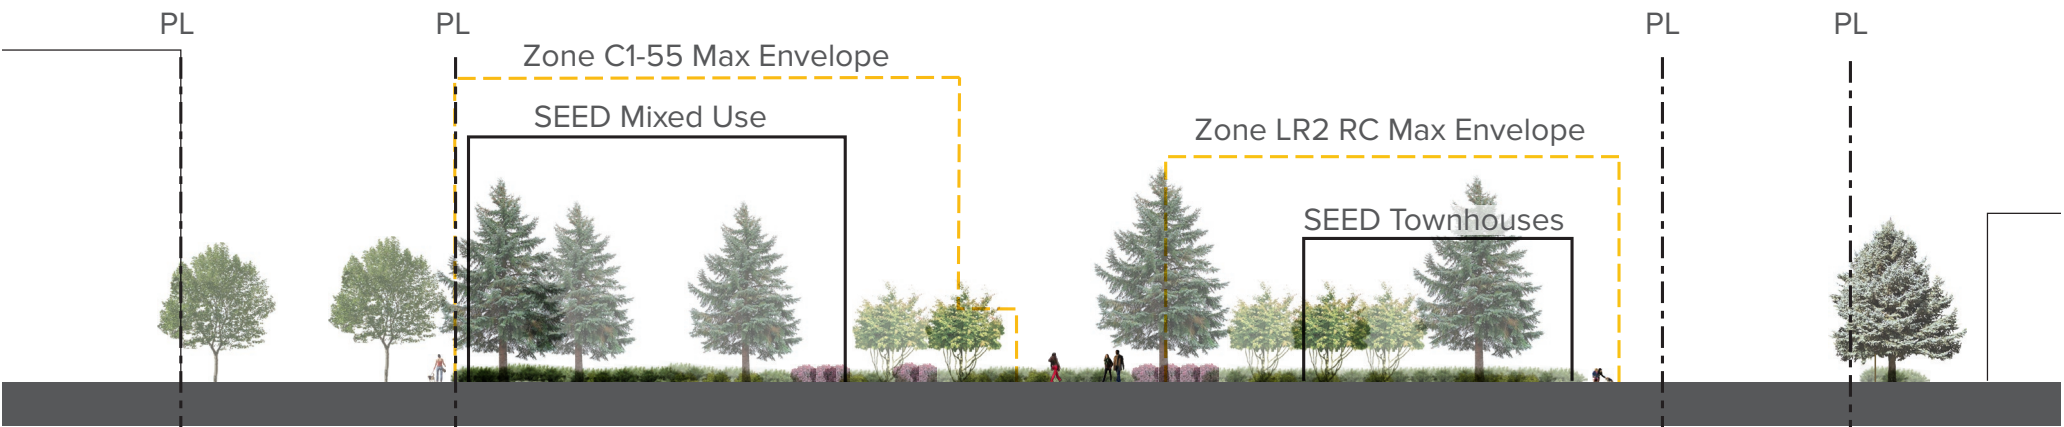 PL
PL
PL
PL
Zone C1-55 Max Envelope
SEED Mixed Use
Zone LR2 RC Max Envelope
SEED Townhouses